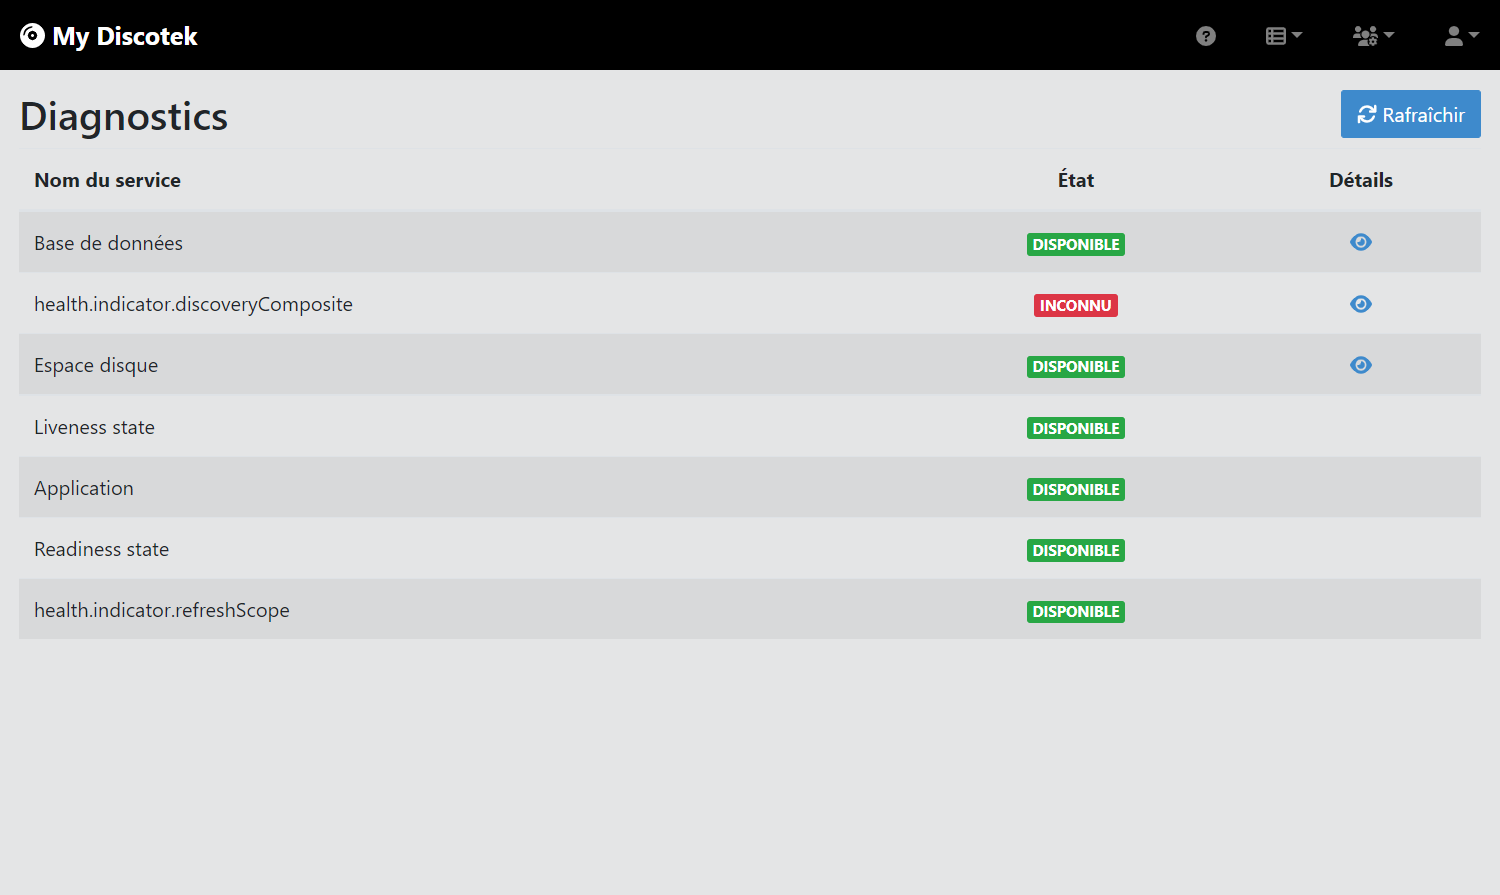 My Discotek
Diagnostics
Rafraîchir
Nom du service État Détails
Base de données DISPONIBLE
health.indicator.discoveryComposite INCONNU
Espace disque DISPONIBLE
Liveness state DISPONIBLE
Application DISPONIBLE
Readiness state DISPONIBLE
health.indicator.refreshScope DISPONIBLE